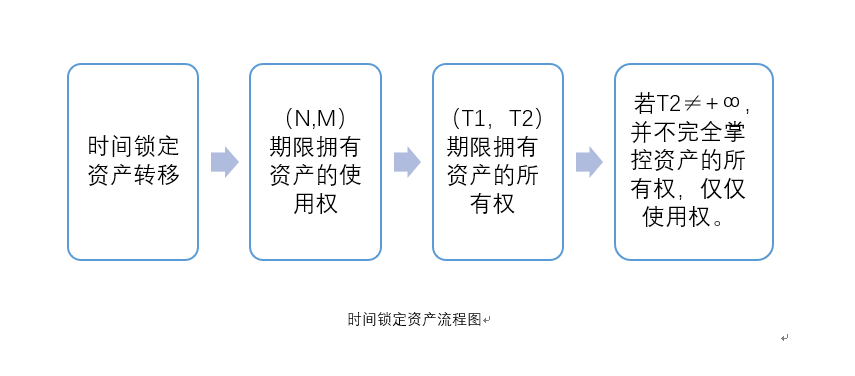 时间锁定
资产转移
（N,M）
期限拥有
资产的使
用权
（T1，T2）
期限拥有
资产的所
有权
若T2≠+∞，
并不完全掌
控资产的所
有权，仅仅
使用权。
时间锁定资产流程图